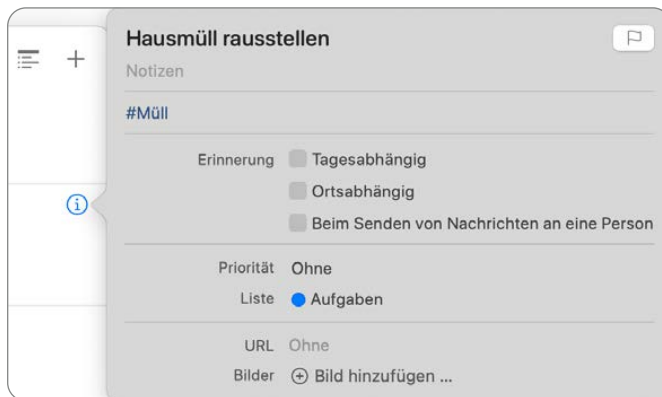 Hausmüll rausstellen
Notizen
#Müll
Erinnerung Tagesabhängig
Ortsabhängig
Beim Senden von Nachrichten an eine Person
Priorität Ohne
Liste Aufgaben
URL Ohne
Bilder Bild hinzufügen ...